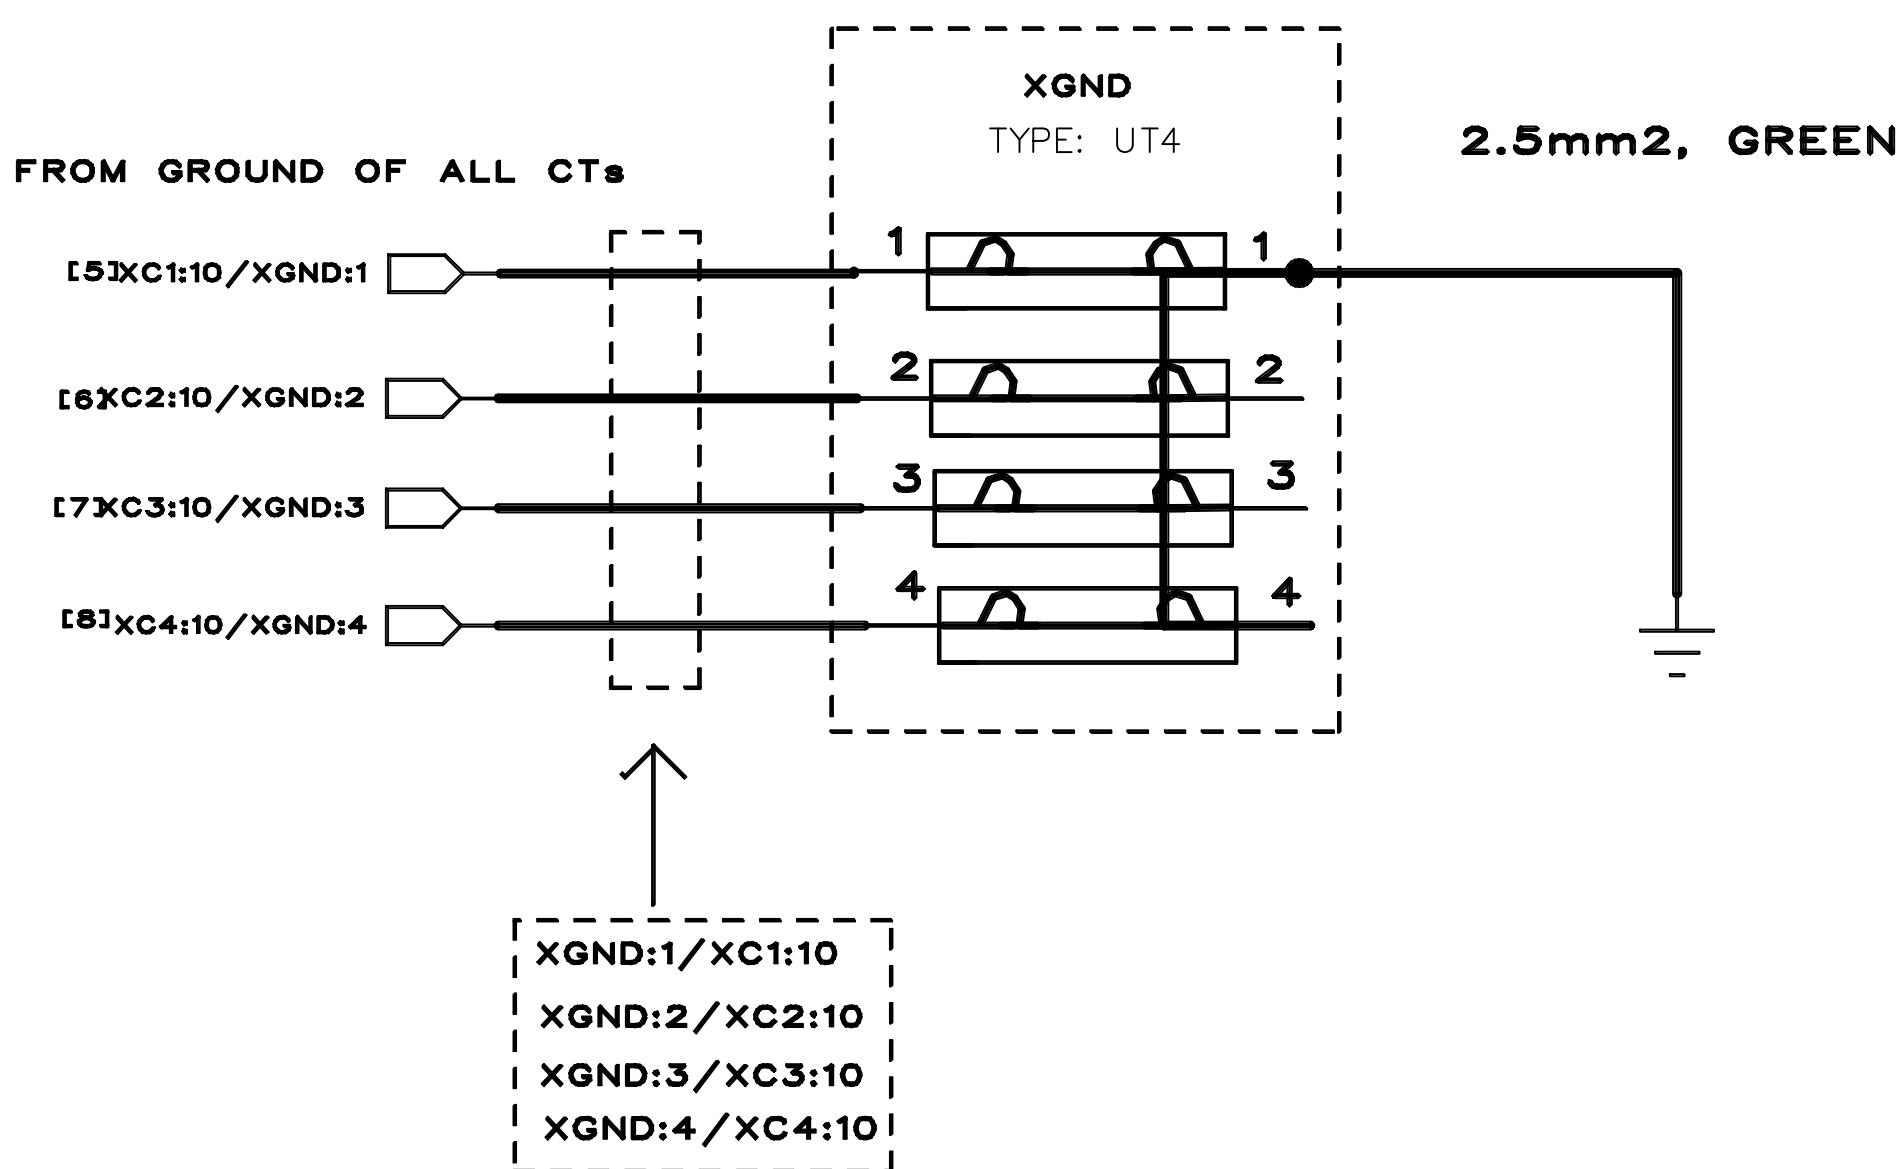 XGND
TYPE: UT4
2.5mm2, GREEN
FROM GROUND OF ALL CTs
[5]XC1:10/XGND:1
1
1
[6]XC2:10/XGND:2
2
2
[7]XC3:10/XGND:3
3
3
[8]XC4:10/XGND:4
4
4
XGND:1/XC1:10
XGND:2/XC2:10
XGND:3/XC3:10
XGND:4/XC4:10